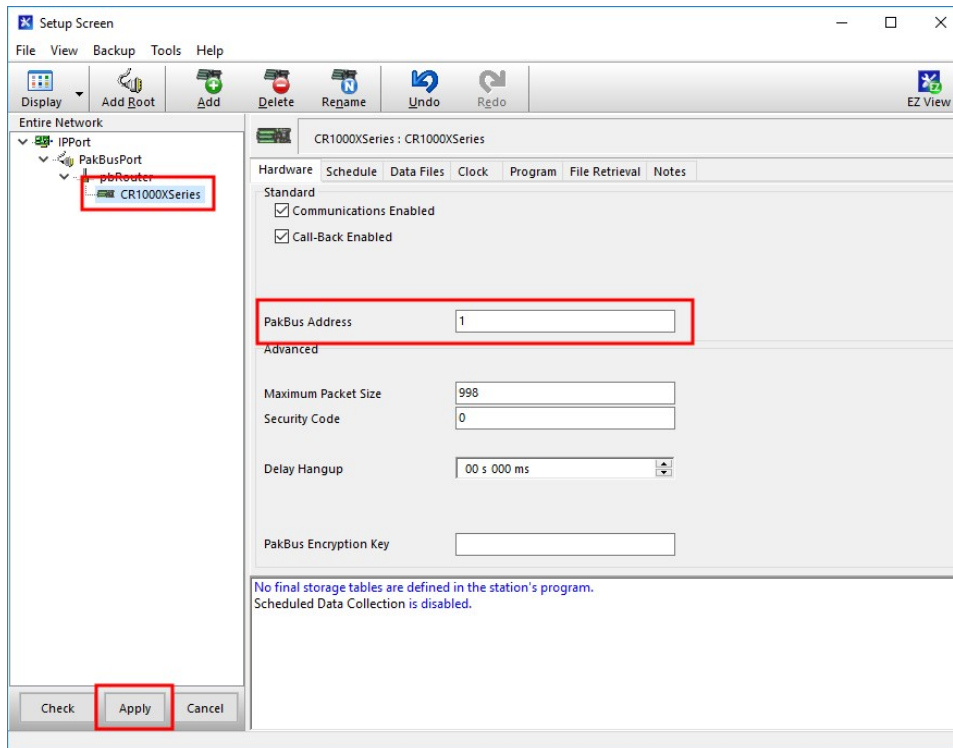 Setup Screen
File View Backup Tools Help
Display Add Root Add Delete Rename Undo Redo EZ View
Entire Network
IPPort
PakBusPort
pbRouter
CR1000XSeries
CR1000XSeries : CR1000XSeries
Hardware Schedule Data Files Clock Program File Retrieval Notes
Standard
Communications Enabled
Call-Back Enabled
PakBus Address 1
Advanced
Maximum Packet Size 998
Security Code 0
Delay Hangup 00 s 000 ms
PakBus Encryption Key
No final storage tables are defined in the station's program.
Scheduled Data Collection is disabled.
Check Apply Cancel